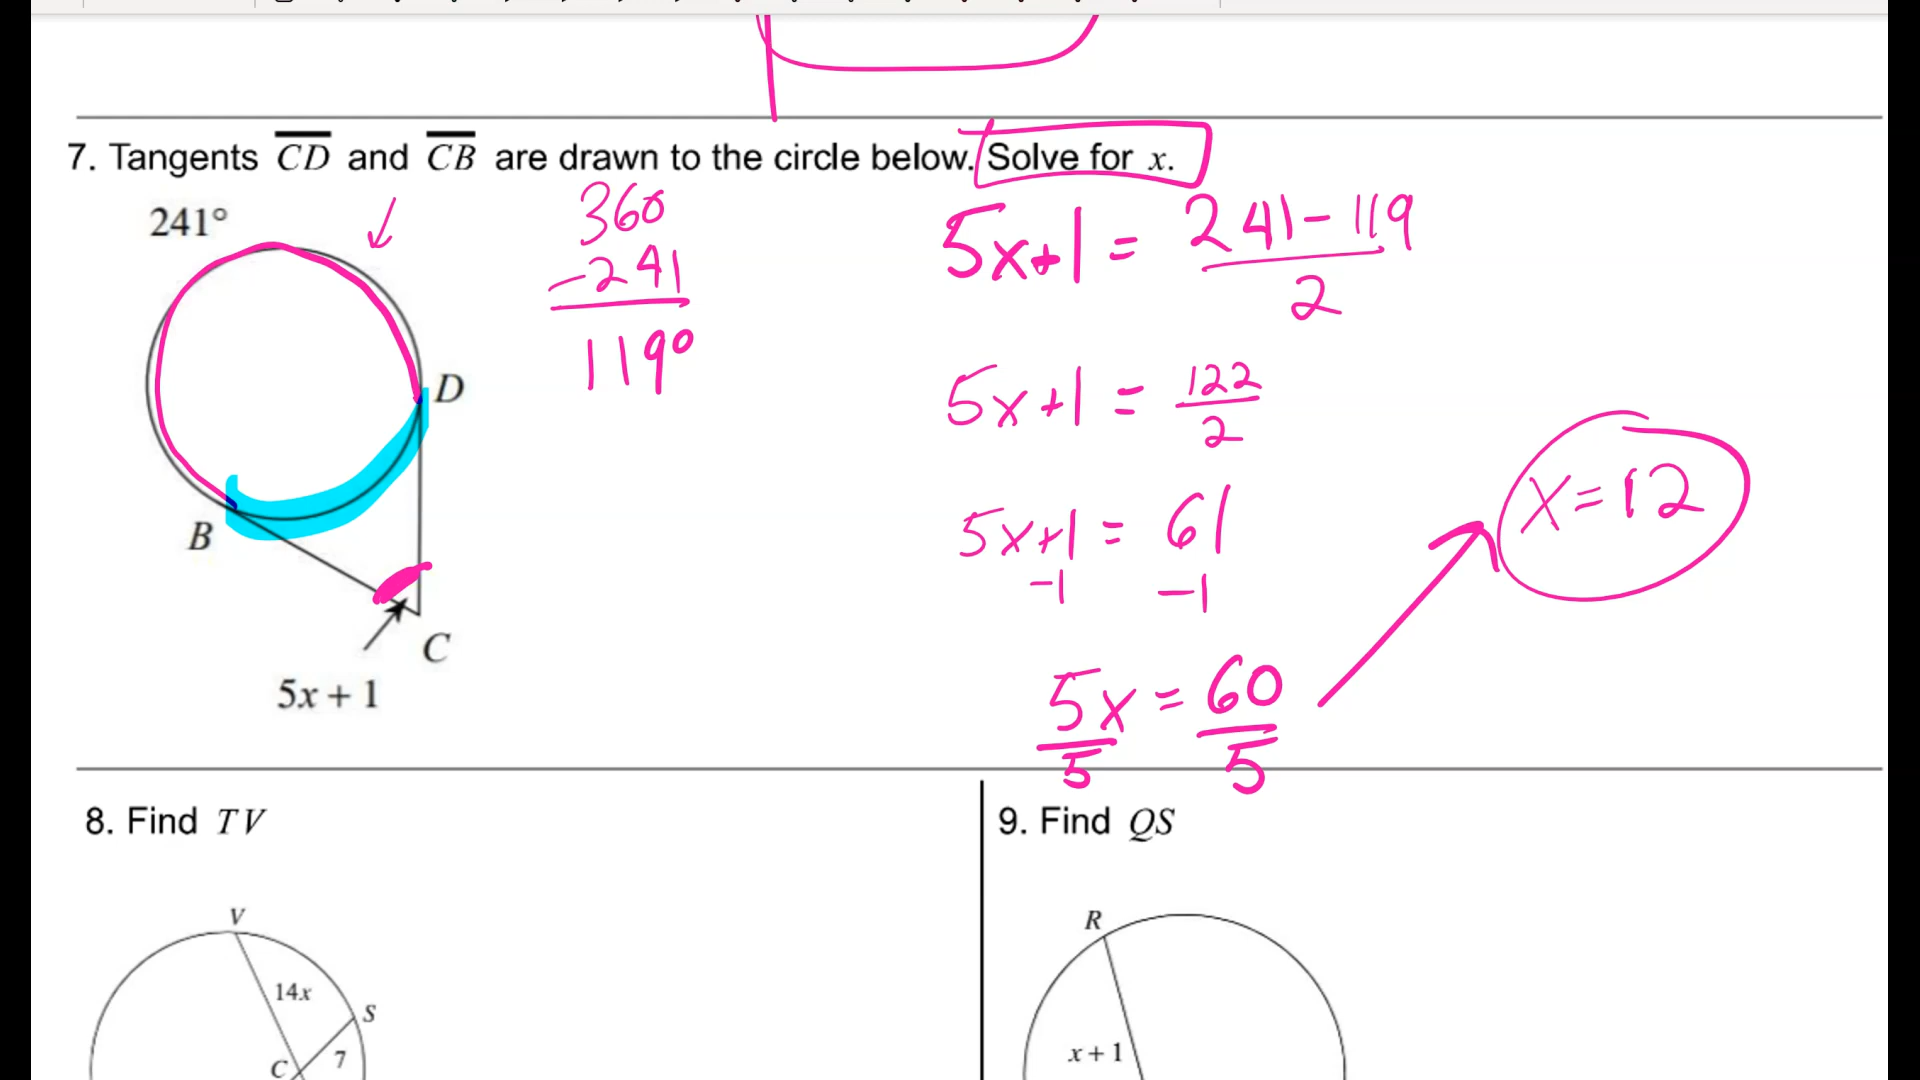 7. Tangents CD and CB are drawn to the circle below. Solve for x.
241°
360
-241
119°
5x+1 = 241-119
2
5x+1 = 122
2
5x+1 = 61
-1 -1
5x = 60
5 5
x=12
D
B
C
5x + 1
8. Find TV
9. Find QS
V
14x
S
7
C
R
x + 1